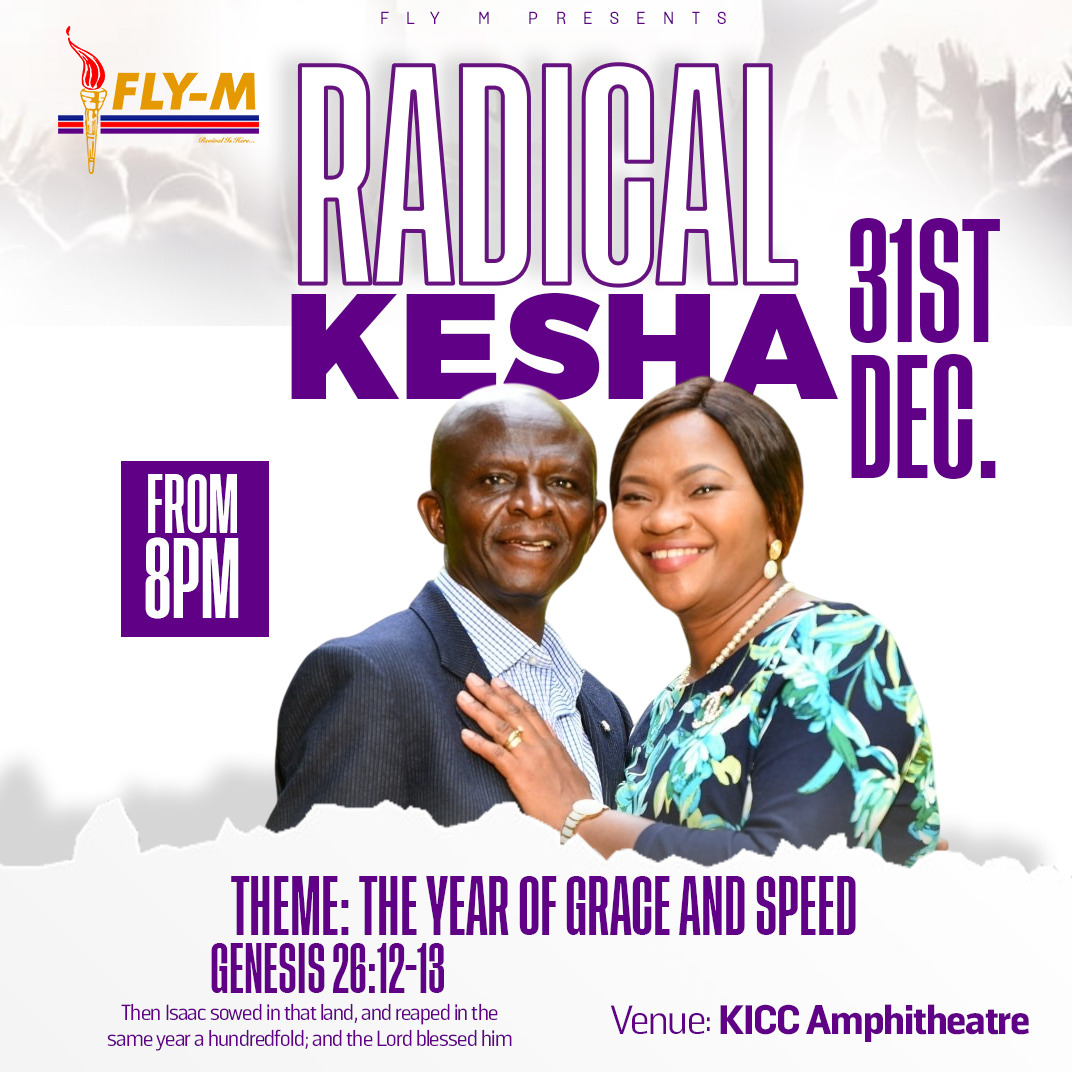 FLY M PRESENTS
FLY-M
Revival Is Here...
RADICAL
KESHA
31ST
DEC.
FROM
8PM
THEME: THE YEAR OF GRACE AND SPEED
GENESIS 26:12-13
Then Isaac sowed in that land, and reaped in the
same year a hundredfold; and the Lord blessed him
Venue: KICC Amphitheatre